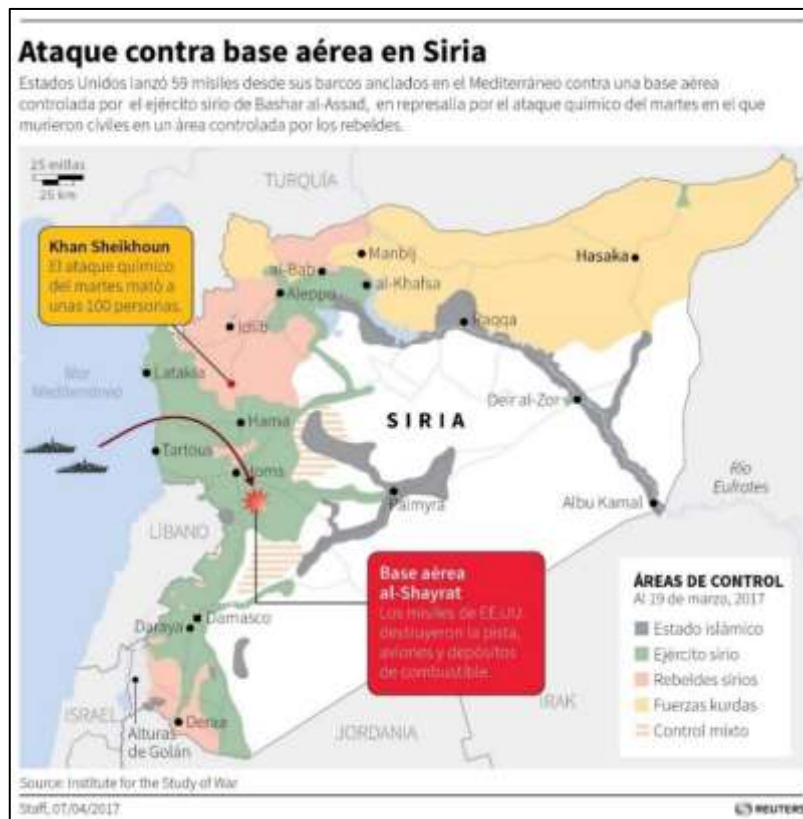 Ataque contra base aérea en Siria
Estados Unidos lanzó 59 misiles desde sus barcos anclados en el Mediterráneo contra una base aérea
controlada por el ejército sirio de Bashar al-Assad, en represalia por el ataque químico del martes en el que
murieron civiles en un área controlada por los rebeldes.
25 millas
25 km
TURQUÍA
Khan Sheikhoun
El ataque químico
del martes mató a
unas 100 personas.
Manbij
Hasaka
al-Bab
al-Khafsa
Aleppo
Idlib
Raqqa
Mar
Mediterráneo
Latakia
Deir al-Zor
Hama
SIRIA
Tartous
Homs
Palmyra
Albu Kamal
Río
Eufrates
LÍBANO
Base aérea
al-Shayrat
Los misiles de EE.UU.
destruyeron la pista,
aviones y depósitos
de combustible.
Damasco
Daraya
ISRAEL
Alturas
de Golán
Deraa
JORDANIA
IRAK
ÁREAS DE CONTROL
Al 19 de marzo, 2017
Estado islámico
Ejército sirio
Rebeldes sirios
Fuerzas kurdas
Control mixto
Source: Institute for the Study of War
Staff, 07/04/2017
REUTERS